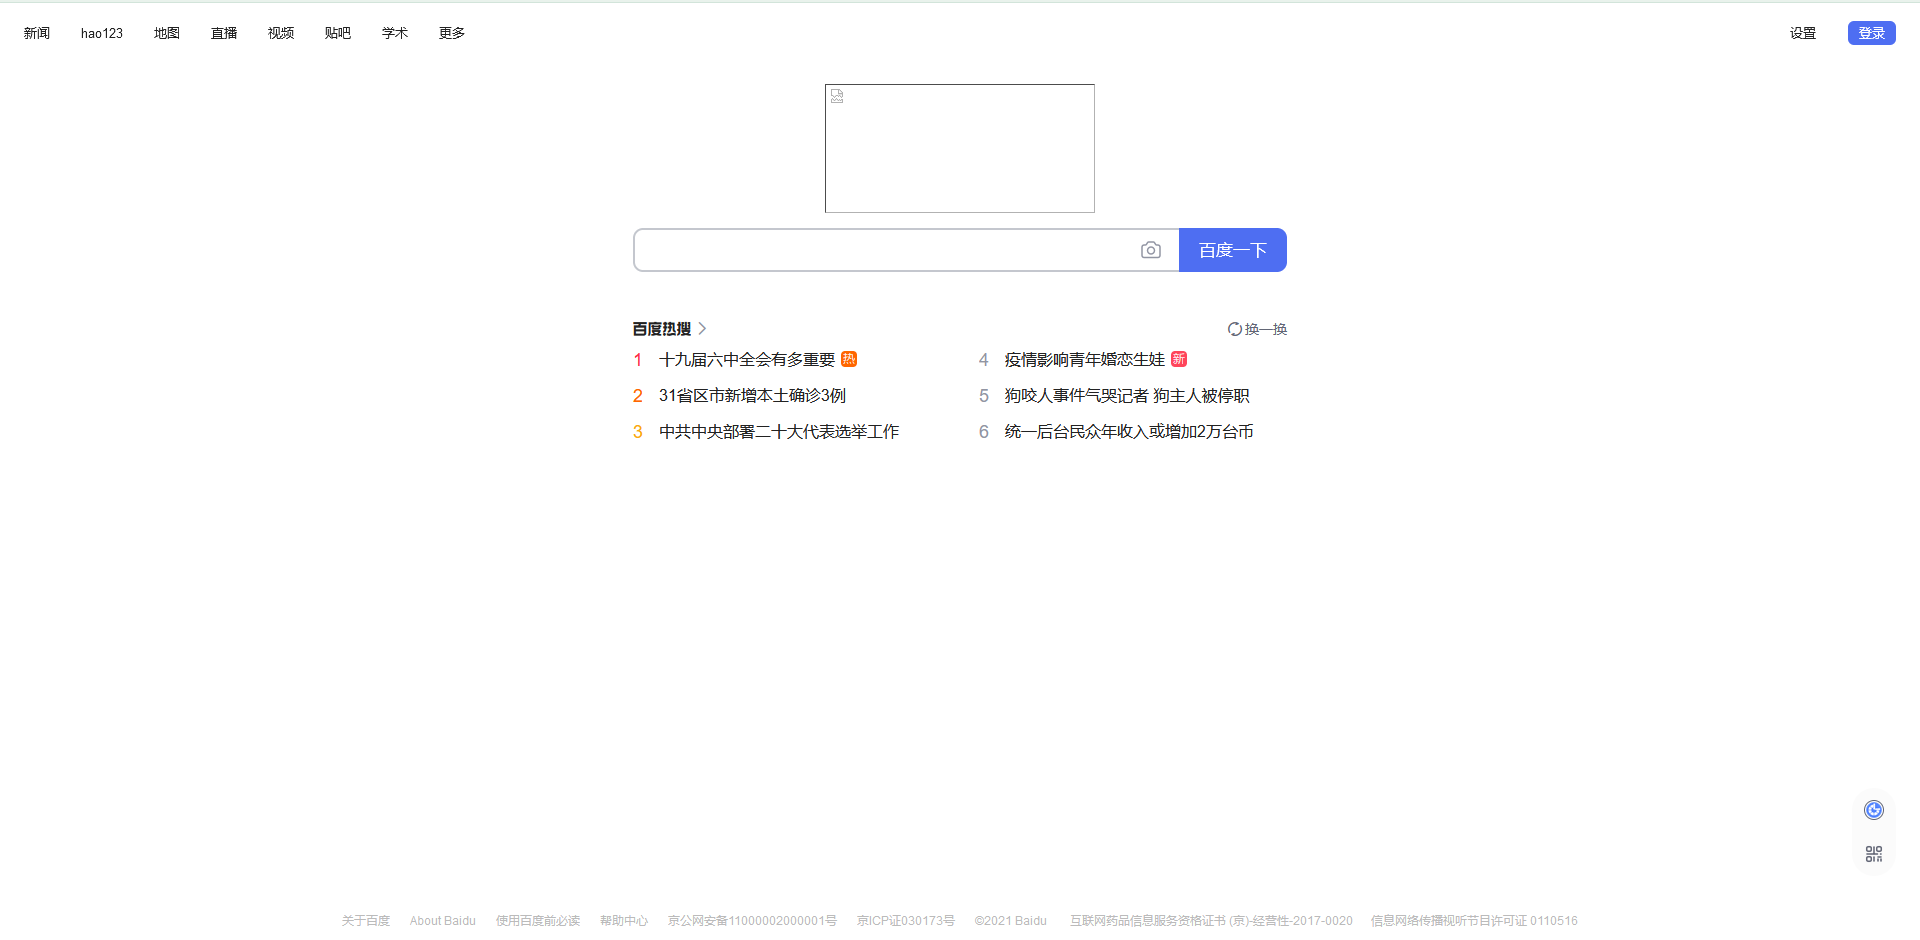 新闻 hao123 地图 直播 视频 贴吧 学术 更多 设置 登录
百度一下
百度热搜 换一换
1 十九届六中全会有多重要 热
4 疫情影响青年婚恋生娃 新
2 31省区市新增本土确诊3例
5 狗咬人事件气哭记者 狗主人被停职
3 中共中央部署二十大代表选举工作
6 统一后台民众年收入或增加2万台币
关于百度 About Baidu 使用百度前必读 帮助中心 京公网安备11000002000001号 京ICP证030173号 ©2021 Baidu 互联网药品信息服务资格证书 (京)-经营性-2017-0020 信息网络传播视听节目许可证 0110516